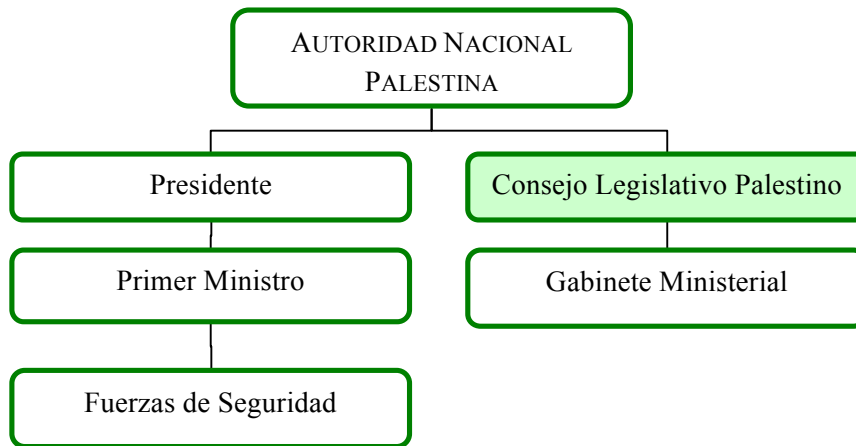 AUTORIDAD NACIONAL
PALESTINA
Presidente
Consejo Legislativo Palestino
Primer Ministro
Gabinete Ministerial
Fuerzas de Seguridad